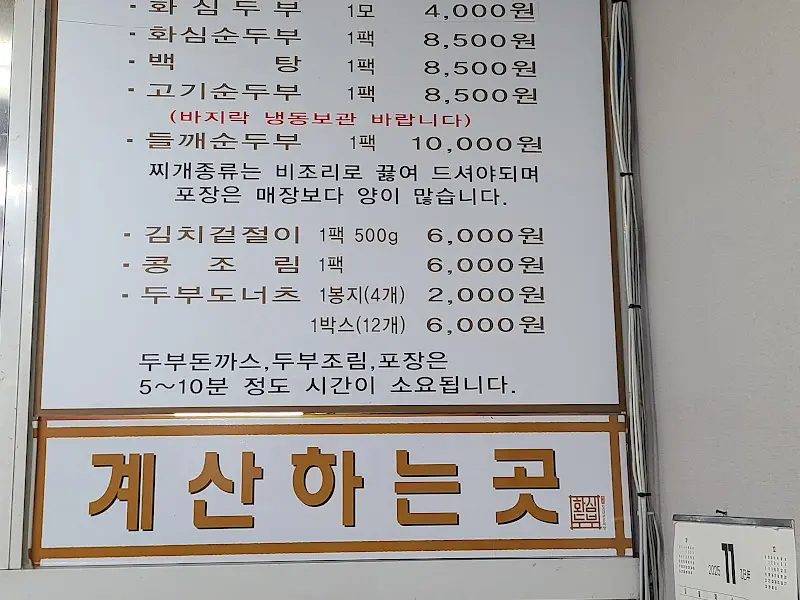 - 화심두부 1모 4,000원
- 화심순두부 1팩 8,500원
- 백탕 1팩 8,500원
- 고기순두부 1팩 8,500원
(바지락 냉동보관 바랍니다)
- 들깨순두부 1팩 10,000원
찌개종류는 비조리로 끓여 드셔야되며
포장은 매장보다 양이 많습니다.
- 김치겉절이 1팩 500g 6,000원
- 콩조림 1팩 6,000원
- 두부도너츠 1봉지(4개) 2,000원
1박스(12개) 6,000원
두부돈까스,두부조림,포장은
5~10분 정도 시간이 소요됩니다.
계산하는곳
화심
두부
2025 11